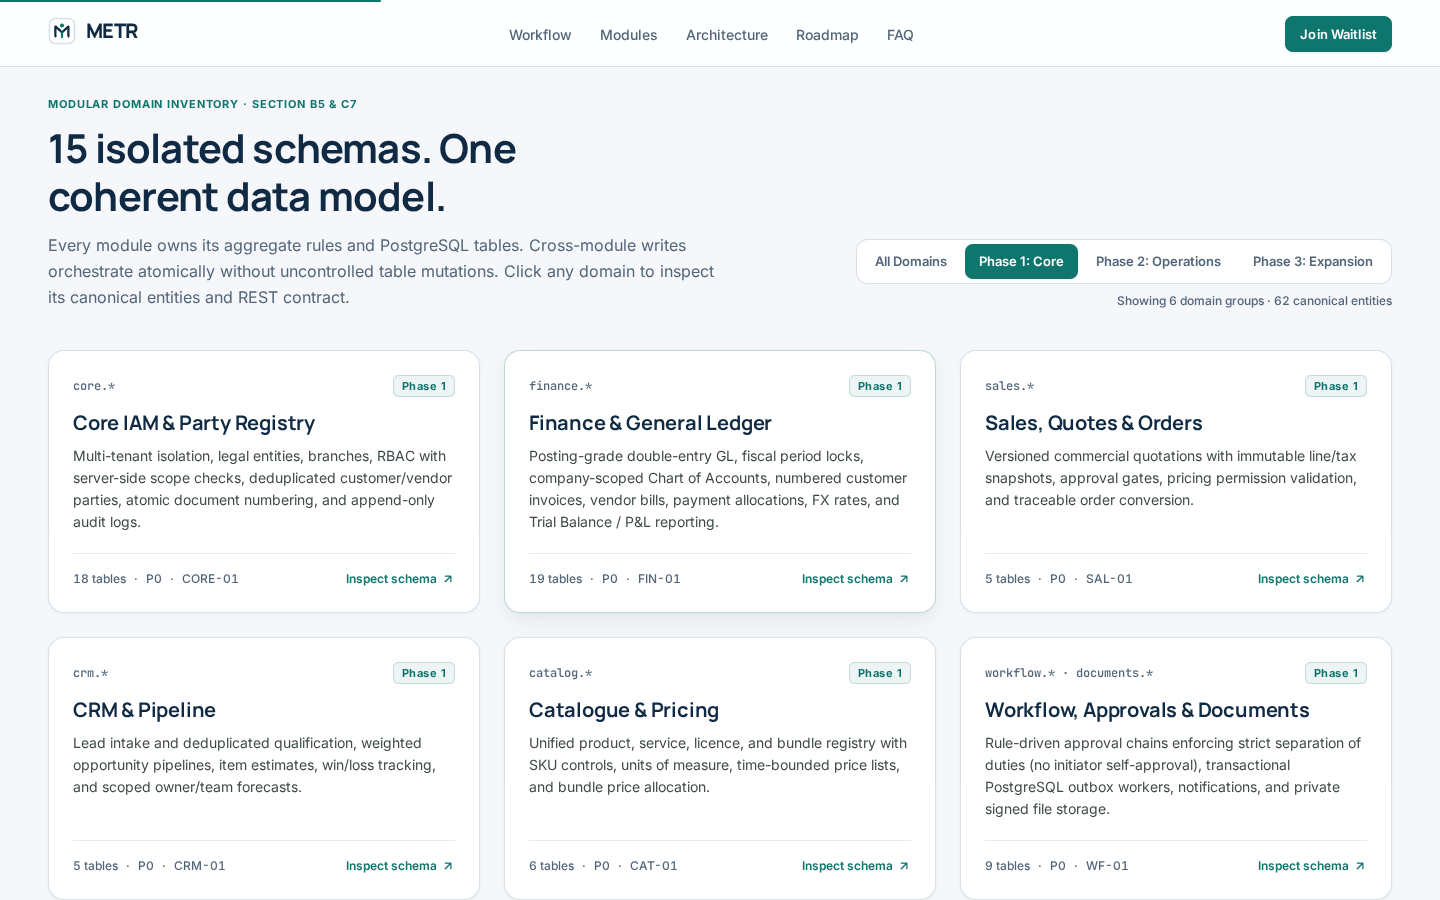 METR
Workflow
Modules
Architecture
Roadmap
FAQ
Join Waitlist
MODULAR DOMAIN INVENTORY · SECTION B5 & C7
15 isolated schemas. One
coherent data model.
Every module owns its aggregate rules and PostgreSQL tables. Cross-module writes
orchestrate atomically without uncontrolled table mutations. Click any domain to inspect
its canonical entities and REST contract.
All Domains
Phase 1: Core
Phase 2: Operations
Phase 3: Expansion
Showing 6 domain groups · 62 canonical entities
core.*
Phase 1
Core IAM & Party Registry
Multi-tenant isolation, legal entities, branches, RBAC with
server-side scope checks, deduplicated customer/vendor
parties, atomic document numbering, and append-only
audit logs.
18 tables · P0 · CORE-01
Inspect schema ↗
finance.*
Phase 1
Finance & General Ledger
Posting-grade double-entry GL, fiscal period locks,
company-scoped Chart of Accounts, numbered customer
invoices, vendor bills, payment allocations, FX rates, and
Trial Balance / P&L reporting.
19 tables · P0 · FIN-01
Inspect schema ↗
sales.*
Phase 1
Sales, Quotes & Orders
Versioned commercial quotations with immutable line/tax
snapshots, approval gates, pricing permission validation,
and traceable order conversion.
5 tables · P0 · SAL-01
Inspect schema ↗
crm.*
Phase 1
CRM & Pipeline
Lead intake and deduplicated qualification, weighted
opportunity pipelines, item estimates, win/loss tracking,
and scoped owner/team forecasts.
5 tables · P0 · CRM-01
Inspect schema ↗
catalog.*
Phase 1
Catalogue & Pricing
Unified product, service, licence, and bundle registry with
SKU controls, units of measure, time-bounded price lists,
and bundle price allocation.
6 tables · P0 · CAT-01
Inspect schema ↗
workflow.* · documents.*
Phase 1
Workflow, Approvals & Documents
Rule-driven approval chains enforcing strict separation of
duties (no initiator self-approval), transactional
PostgreSQL outbox workers, notifications, and private
signed file storage.
9 tables · P0 · WF-01
Inspect schema ↗